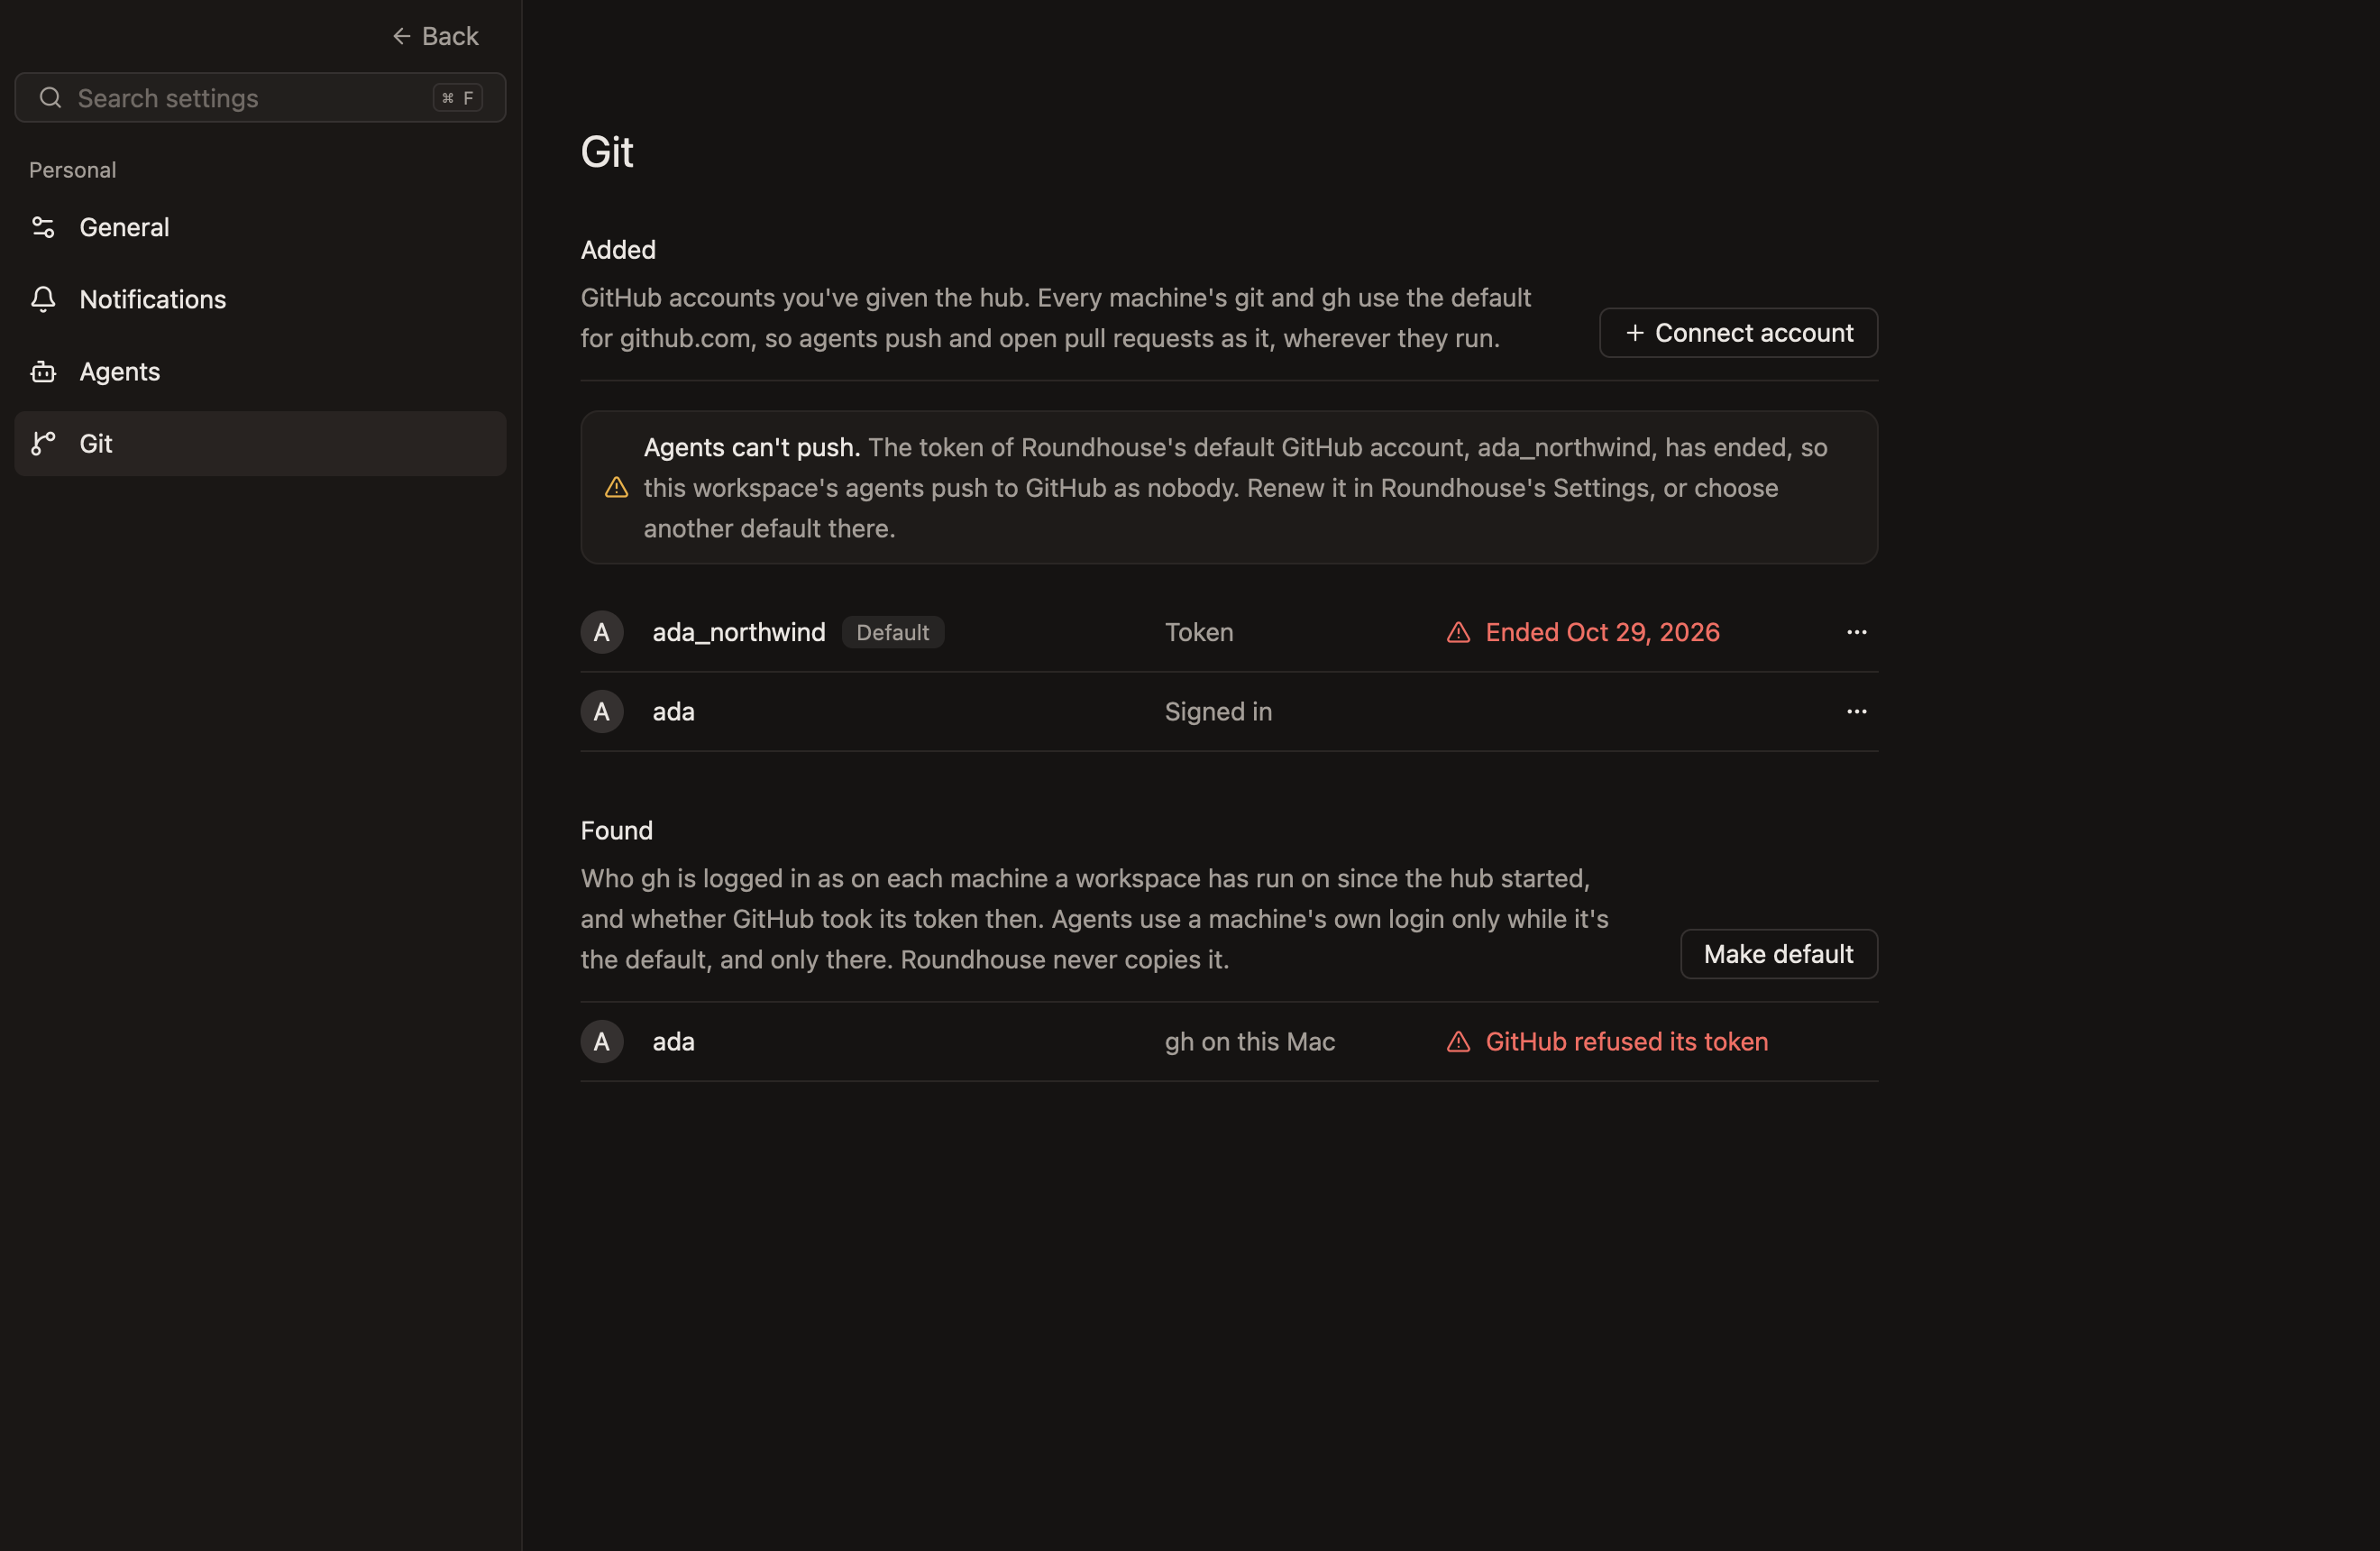 Back
Search settings
⌘ F
Personal
General
Notifications
Agents
Git
Git
Added
GitHub accounts you've given the hub. Every machine's git and gh use the default
for github.com, so agents push and open pull requests as it, wherever they run.
Connect account
Agents can't push. The token of Roundhouse's default GitHub account, ada_northwind, has ended, so
this workspace's agents push to GitHub as nobody. Renew it in Roundhouse's Settings, or choose
another default there.
A ada_northwind Default Token Ended Oct 29, 2026
A ada Signed in
Found
Who gh is logged in as on each machine a workspace has run on since the hub started,
and whether GitHub took its token then. Agents use a machine's own login only while it's
the default, and only there. Roundhouse never copies it.
Make default
A ada gh on this Mac GitHub refused its token